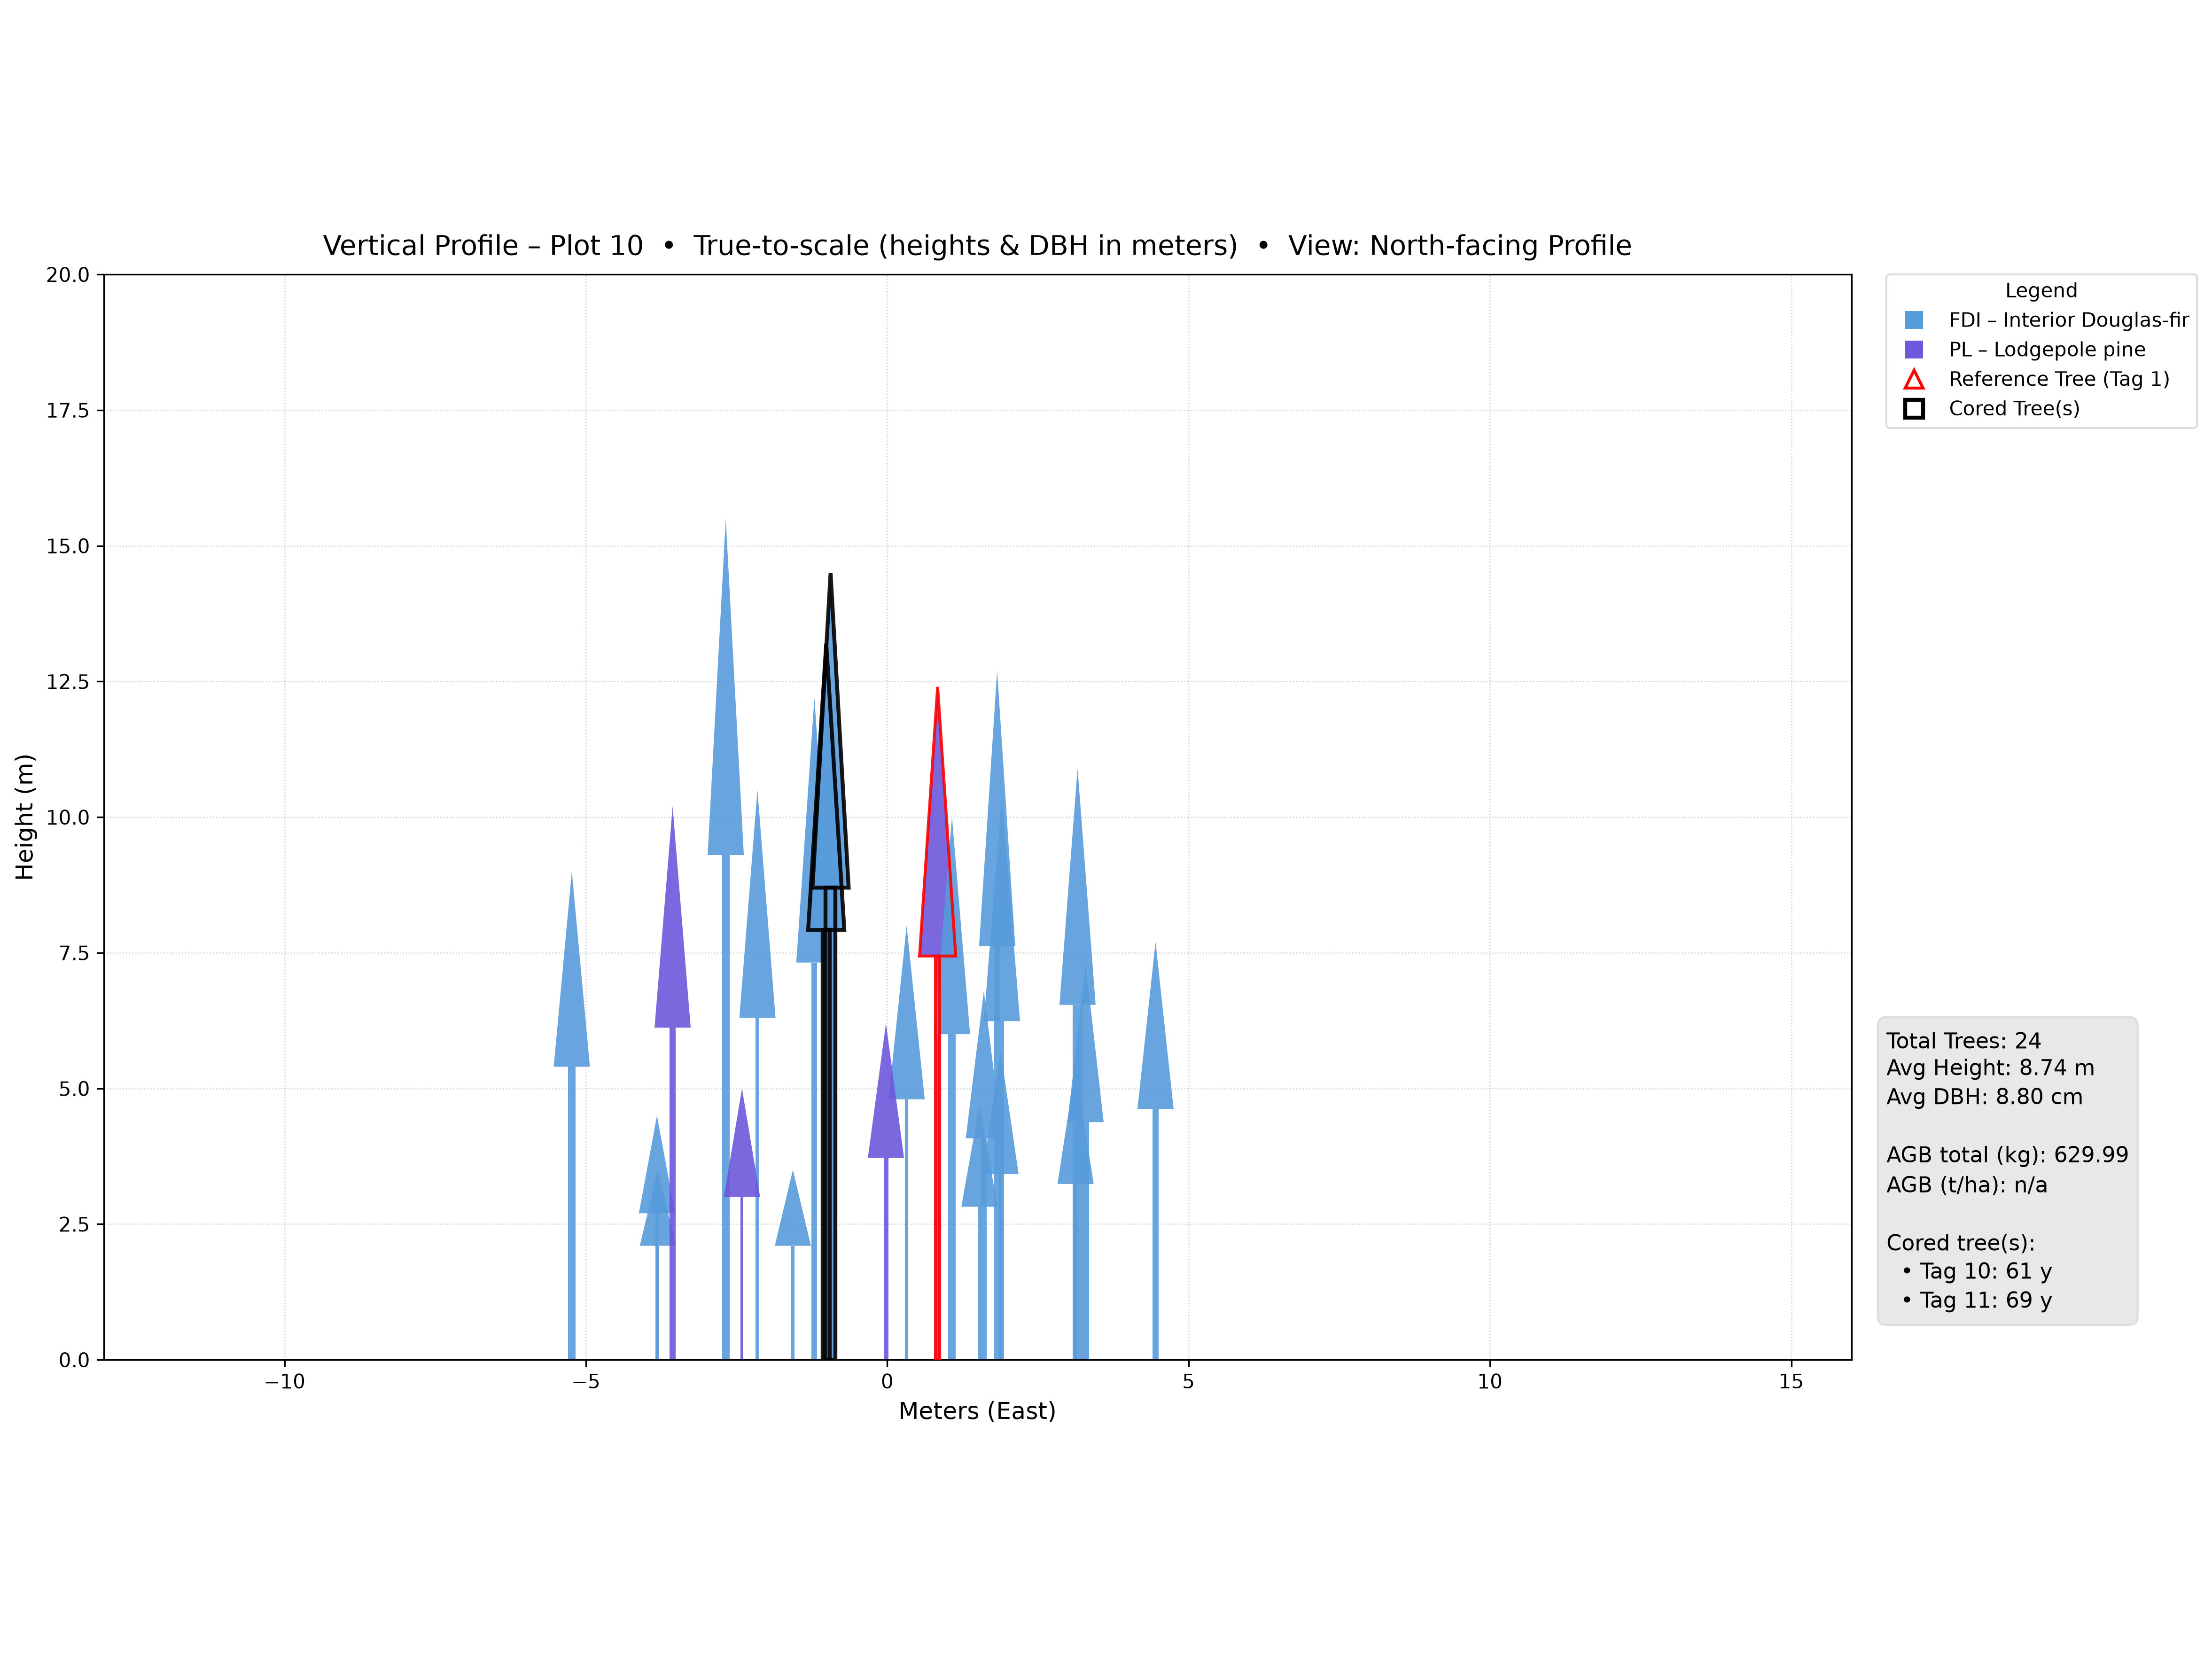 Vertical Profile – Plot 10 • True-to-scale (heights & DBH in meters) • View: North-facing Profile
Height (m)
20.0
17.5
15.0
12.5
10.0
7.5
5.0
2.5
0.0
−10
−5
0
5
10
15
Meters (East)
Legend
FDI – Interior Douglas-fir
PL – Lodgepole pine
Reference Tree (Tag 1)
Cored Tree(s)
Total Trees: 24
Avg Height: 8.74 m
Avg DBH: 8.80 cm
AGB total (kg): 629.99
AGB (t/ha): n/a
Cored tree(s):
• Tag 10: 61 y
• Tag 11: 69 y